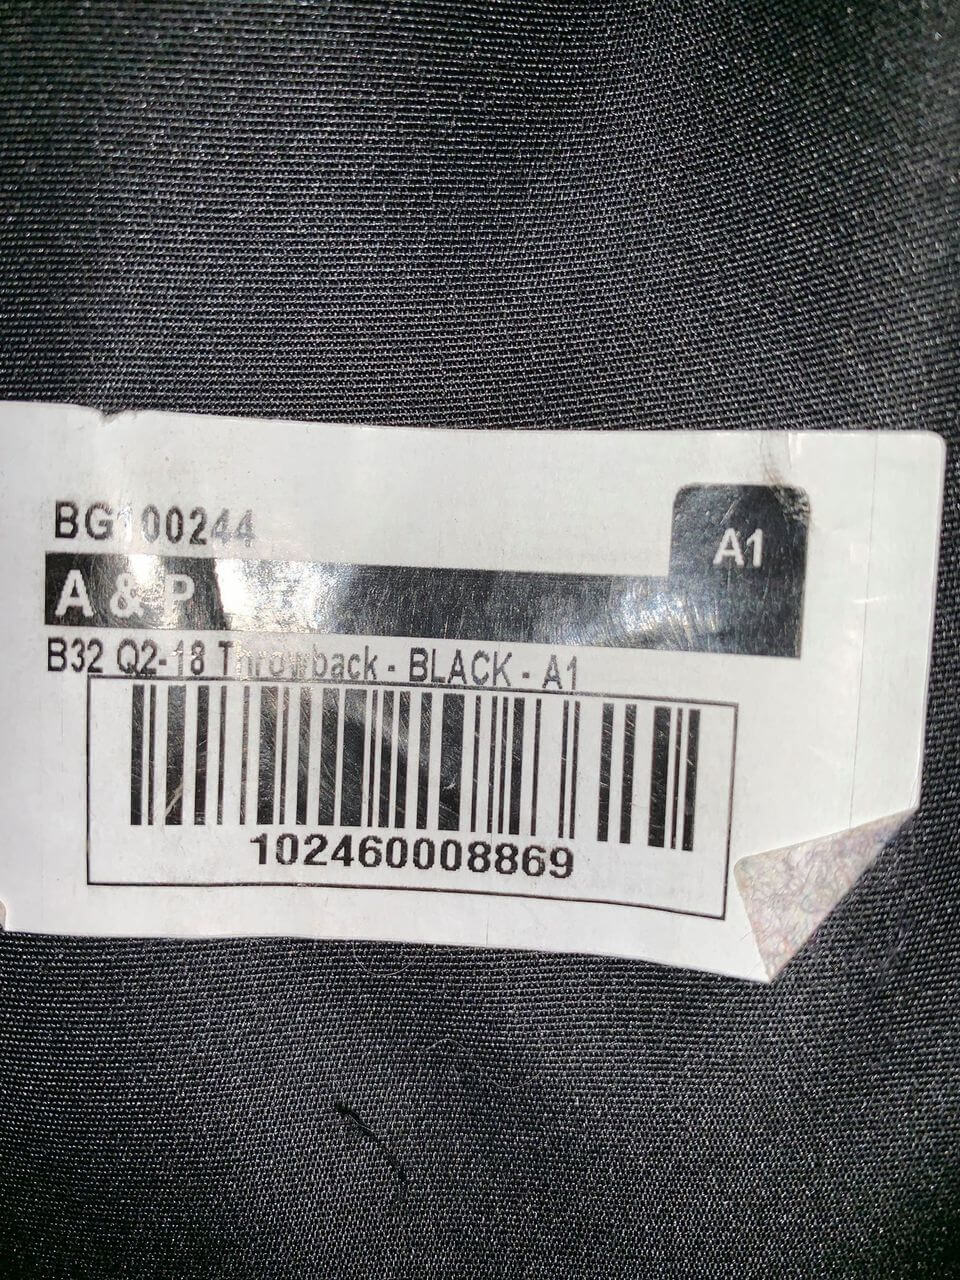 BG100244
A1
A & P
B32 Q2-18 Throwback - BLACK - A1
102460008869